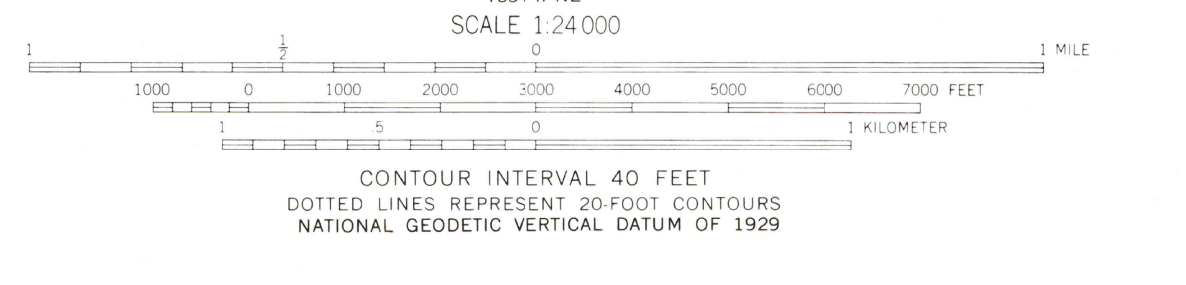 SCALE 1:24 000
1 1/2 0 1 MILE
1000 0 1000 2000 3000 4000 5000 6000 7000 FEET
1 .5 0 1 KILOMETER
CONTOUR INTERVAL 40 FEET
DOTTED LINES REPRESENT 20-FOOT CONTOURS
NATIONAL GEODETIC VERTICAL DATUM OF 1929